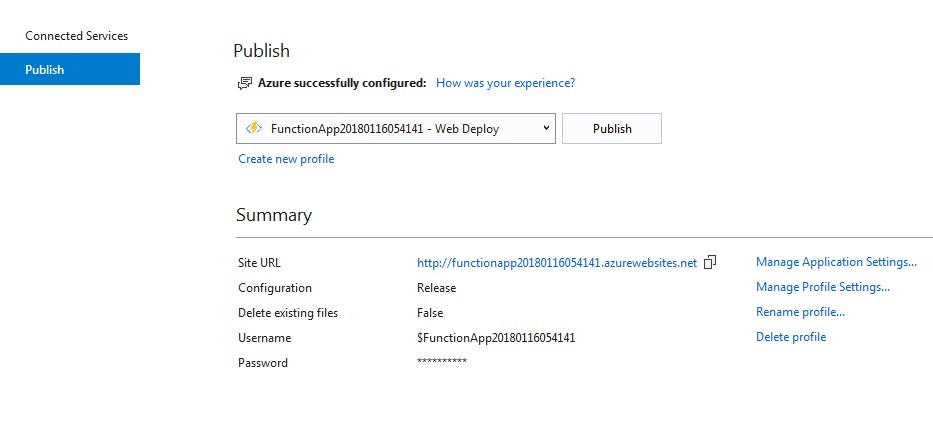 Connected Services
Publish
Publish
Azure successfully configured: How was your experience?
FunctionApp20180116054141 - Web Deploy Publish
Create new profile
Summary
Site URL http://functionapp20180116054141.azurewebsites.net Manage Application Settings...
Configuration Release Manage Profile Settings...
Delete existing files False Rename profile...
Username $FunctionApp20180116054141 Delete profile
Password **********